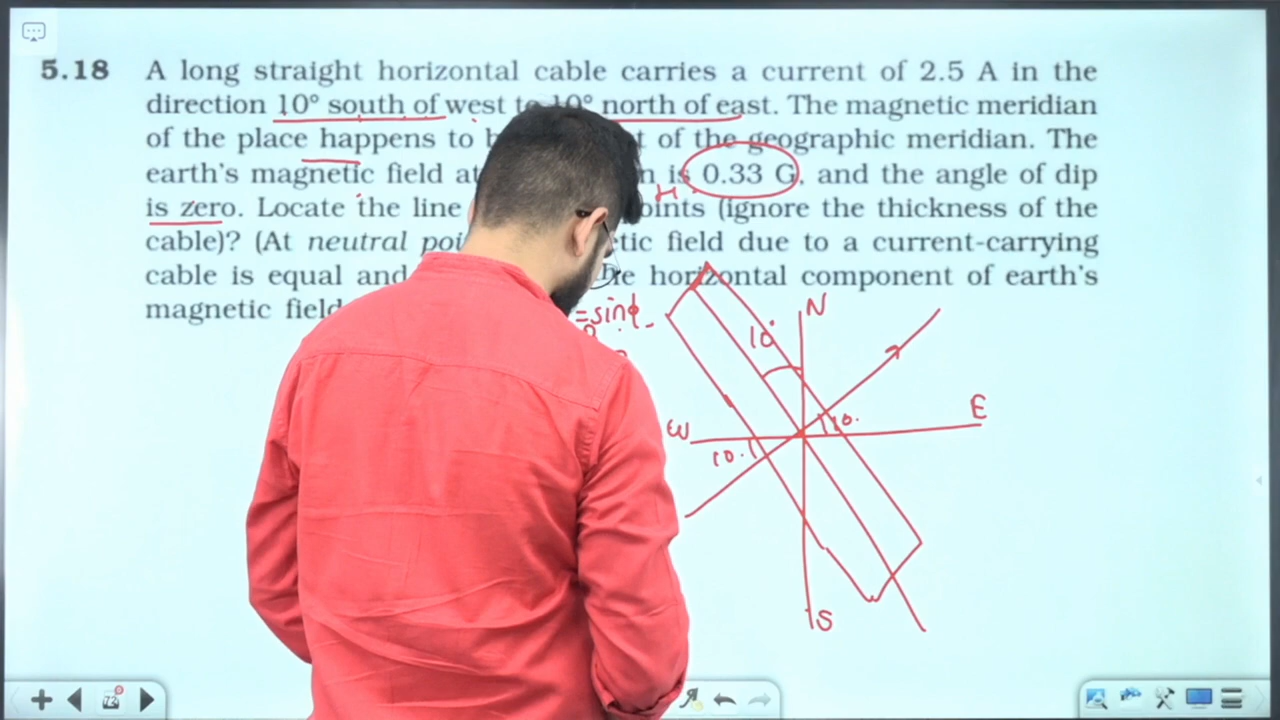 5.18 A long straight horizontal cable carries a current of 2.5 A in the
direction 10° south of west to 10° north of east. The magnetic meridian
of the place happens to t of the geographic meridian. The
earth's magnetic field at is 0.33 G, and the angle of dip
H
is zero. Locate the line points (ignore the thickness of the
cable)? (At neutral tic field due to a current-carrying
cable is equal and horizontal component of earth's
magnetic field
=sinϕ
N
10°
E
W
10.
10.
S
73